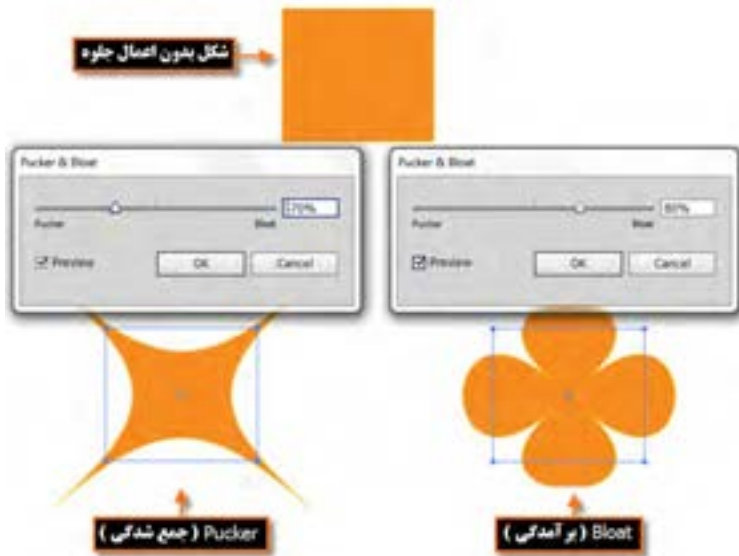 شکل بدون اعمال جلوه
Pucker & Bloat
70%
Pucker
Bloat
Preview
OK
Cancel
Pucker & Bloat
80%
Pucker
Bloat
Preview
OK
Cancel
Pucker ( جمع شدگی )
Bloat ( بر آمدگی )